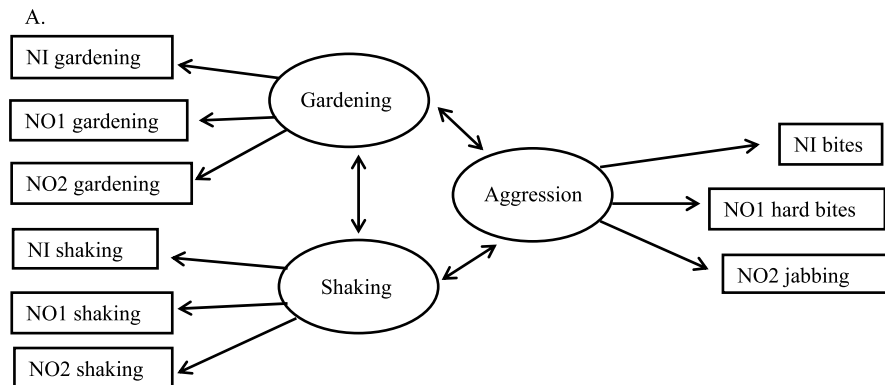 A.
NI gardening
NO1 gardening
NO2 gardening
NI shaking
NO1 shaking
NO2 shaking
Gardening
Shaking
Aggression
NI bites
NO1 hard bites
NO2 jabbing